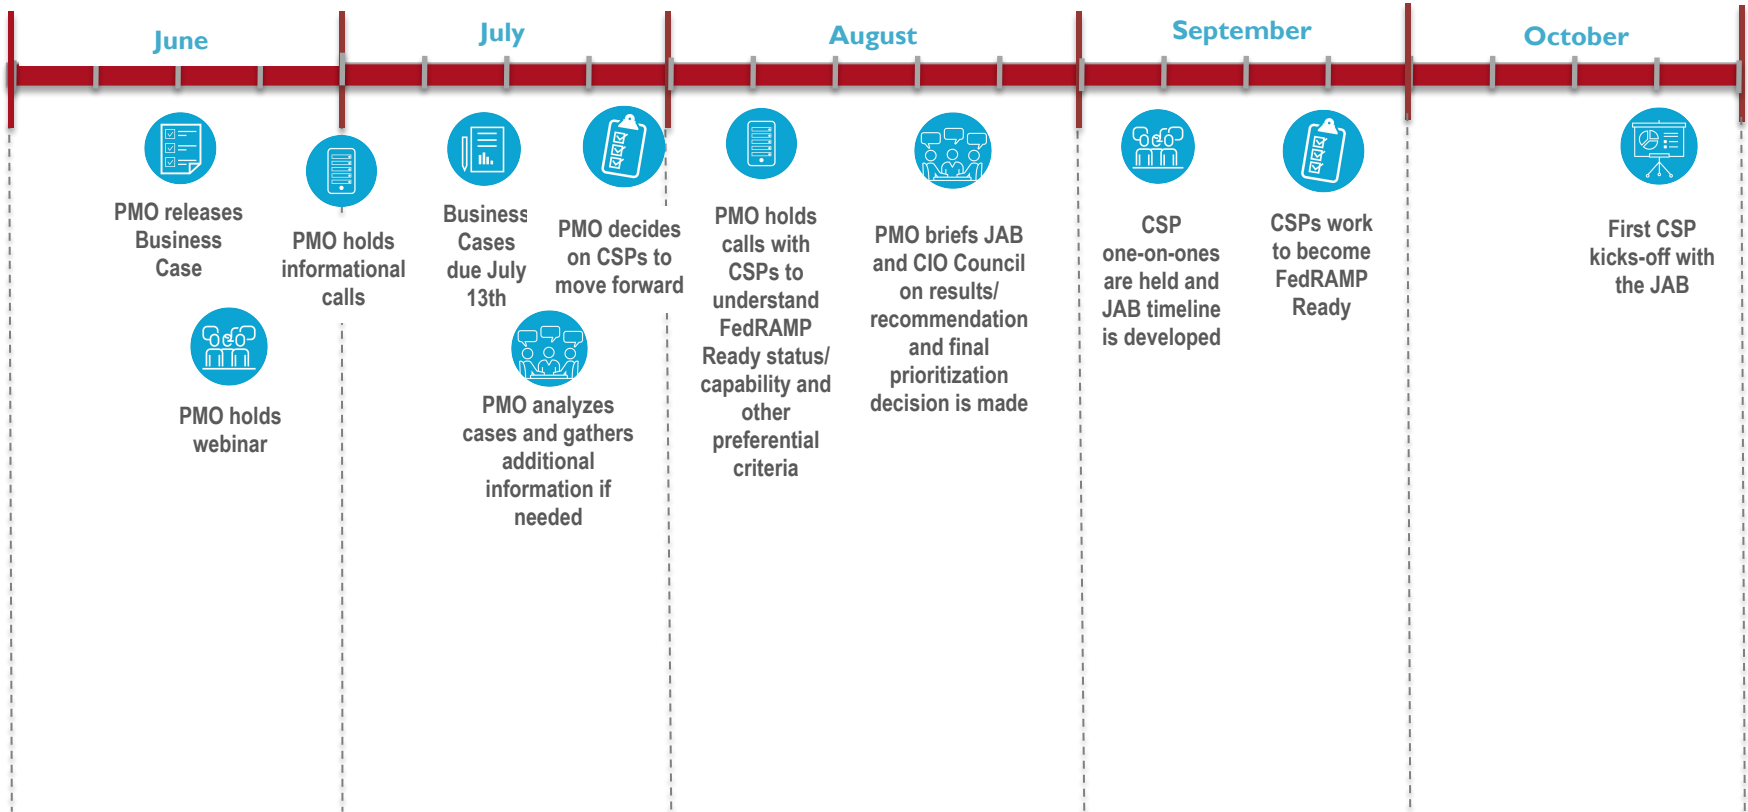 June
July
August
September
October
PMO releases
Business
Case
PMO holds
webinar
PMO holds
informational
calls
Business
Cases
due July
13th
PMO analyzes
cases and gathers
additional
information if
needed
PMO decides
on CSPs to
move forward
PMO holds
calls with
CSPs to
understand
FedRAMP
Ready status/
capability and
other
preferential
criteria
PMO briefs JAB
and CIO Council
on results/
recommendation
and final
prioritization
decision is made
CSP
one-on-ones
are held and
JAB timeline
is developed
CSPs work
to become
FedRAMP
Ready
First CSP
kicks-off with
the JAB